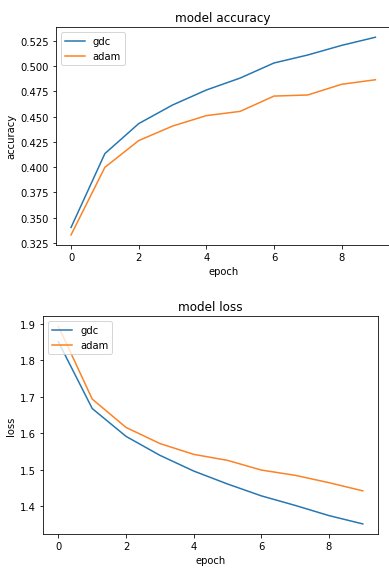 model accuracy
gdc
adam
0.525
0.500
0.475
0.450
0.425
0.400
0.375
0.350
0.325
accuracy
0 2 4 6 8
epoch
model loss
gdc
adam
1.9
1.8
1.7
1.6
1.5
1.4
loss
0 2 4 6 8
epoch